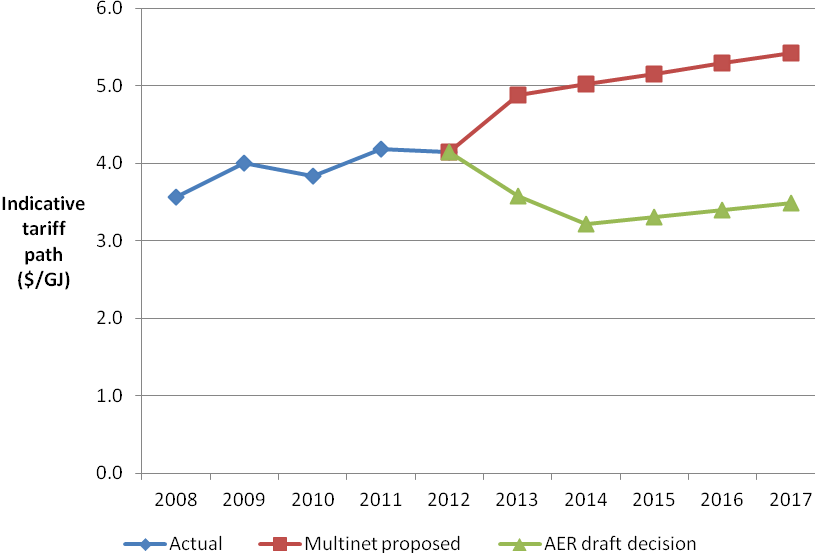 6.0
5.0
4.0
3.0
2.0
1.0
0.0
Indicative
tariff
path
($/GJ)
2008 2009 2010 2011 2012 2013 2014 2015 2016 2017
Actual Multinet proposed AER draft decision